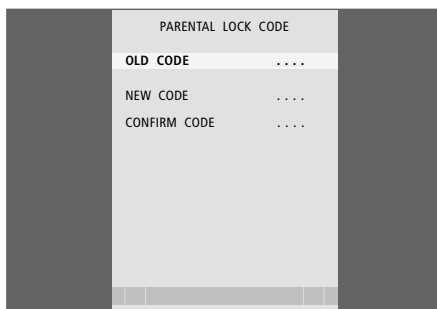 PARENTAL LOCK CODE
OLD CODE ....
NEW CODE ....
CONFIRM CODE ....